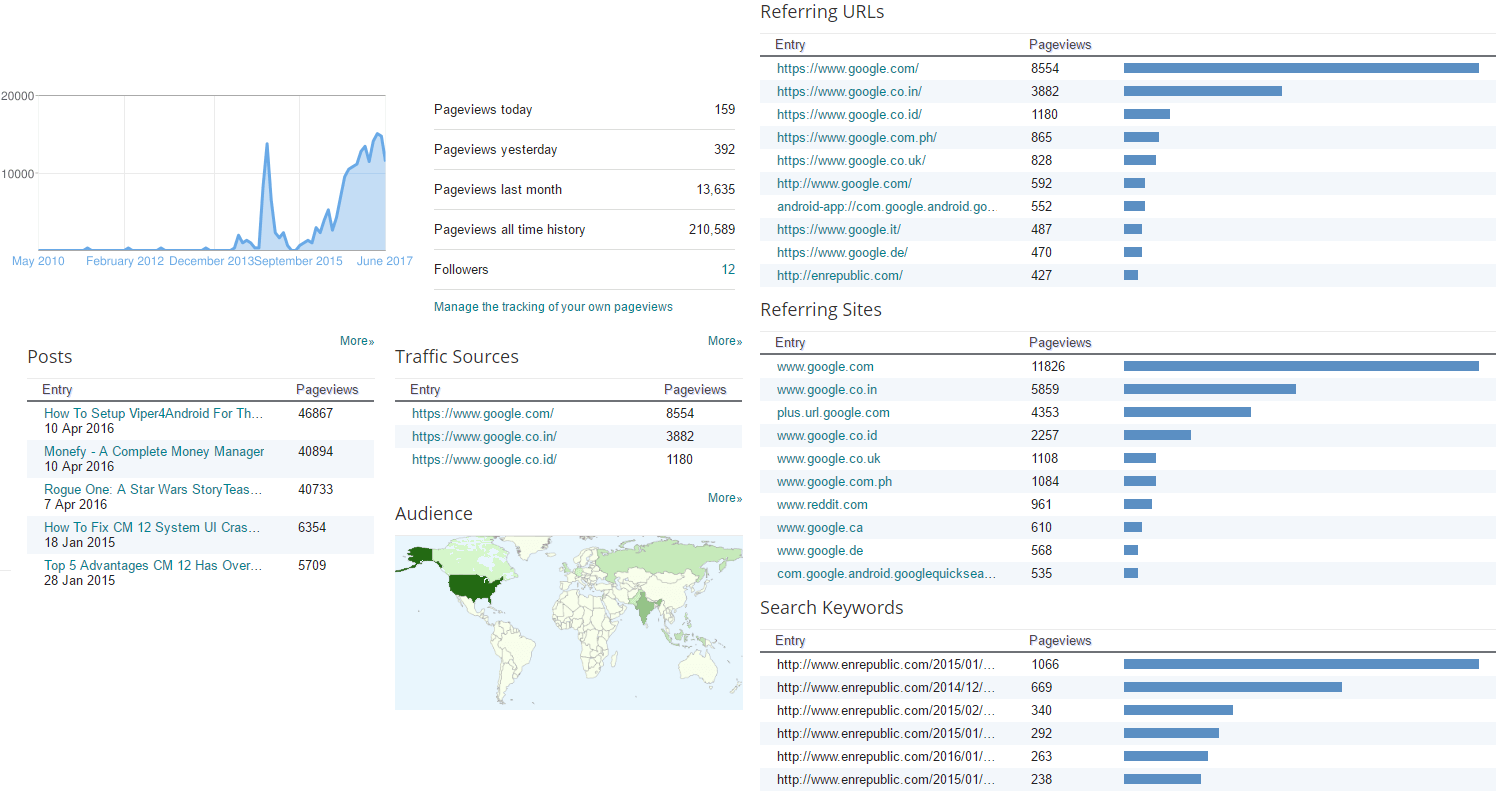 20000
10000
May 2010 February 2012 December 2013 September 2015 June 2017
Pageviews today 159
Pageviews yesterday 392
Pageviews last month 13,635
Pageviews all time history 210,589
Followers 12
Manage the tracking of your own pageviews
More»
Posts
Entry Pageviews
How To Setup Viper4Android For Th... 46867
10 Apr 2016
Monefy - A Complete Money Manager 40894
10 Apr 2016
Rogue One: A Star Wars StoryTeas... 40733
7 Apr 2016
How To Fix CM 12 System UI Cras... 6354
18 Jan 2015
Top 5 Advantages CM 12 Has Over... 5709
28 Jan 2015
More»
Traffic Sources
Entry Pageviews
https://www.google.com/ 8554
https://www.google.co.in/ 3882
https://www.google.co.id/ 1180
More»
Audience
Referring URLs
Entry Pageviews
https://www.google.com/ 8554
https://www.google.co.in/ 3882
https://www.google.co.id/ 1180
https://www.google.com.ph/ 865
https://www.google.co.uk/ 828
http://www.google.com/ 592
android-app://com.google.android.go... 552
https://www.google.it/ 487
https://www.google.de/ 470
http://enrepublic.com/ 427
Referring Sites
Entry Pageviews
www.google.com 11826
www.google.co.in 5859
plus.url.google.com 4353
www.google.co.id 2257
www.google.co.uk 1108
www.google.com.ph 1084
www.reddit.com 961
www.google.ca 610
www.google.de 568
com.google.android.googlequicksea... 535
Search Keywords
Entry Pageviews
http://www.enrepublic.com/2015/01/... 1066
http://www.enrepublic.com/2014/12/... 669
http://www.enrepublic.com/2015/02/... 340
http://www.enrepublic.com/2015/01/... 292
http://www.enrepublic.com/2016/01/... 263
http://www.enrepublic.com/2015/01/... 238